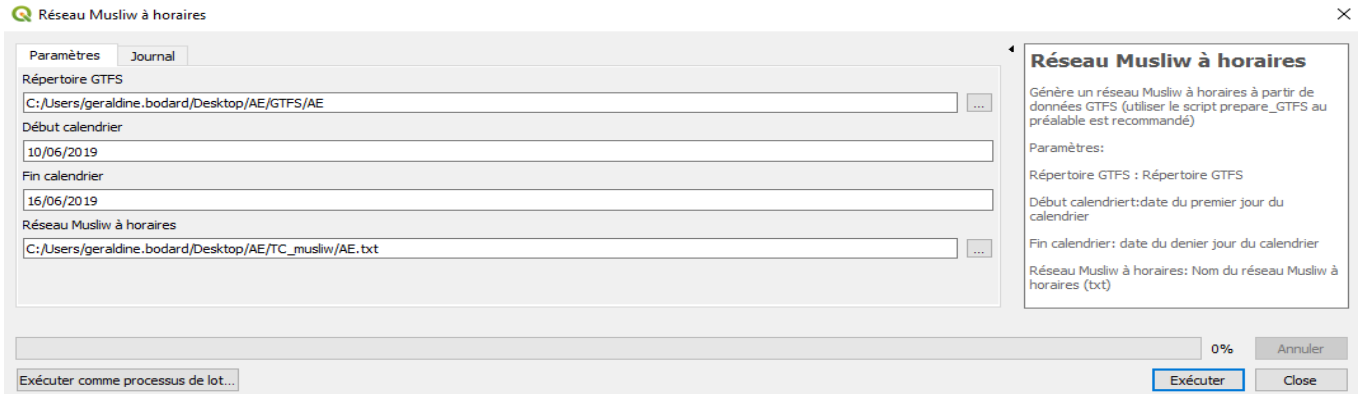 Réseau Musliw à horaires
Paramètres
Journal
Répertoire GTFS
C:/Users/geraldine.bodard/Desktop/AE/GTFS/AE
...
Début calendrier
10/06/2019
Fin calendrier
16/06/2019
Réseau Musliw à horaires
C:/Users/geraldine.bodard/Desktop/AE/TC_musliw/AE.txt
...
Réseau Musliw à horaires
Génère un réseau Musliw à horaires à partir de
données GTFS (utiliser le script prepare_GTFS au
préalable est recommandé)
Paramètres:
Répertoire GTFS : Répertoire GTFS
Début calendriert:date du premier jour du
calendrier
Fin calendrier: date du denier jour du calendrier
Réseau Musliw à horaires: Nom du réseau Musliw à
horaires (txt)
0%
Annuler
Exécuter comme processus de lot...
Exécuter
Close